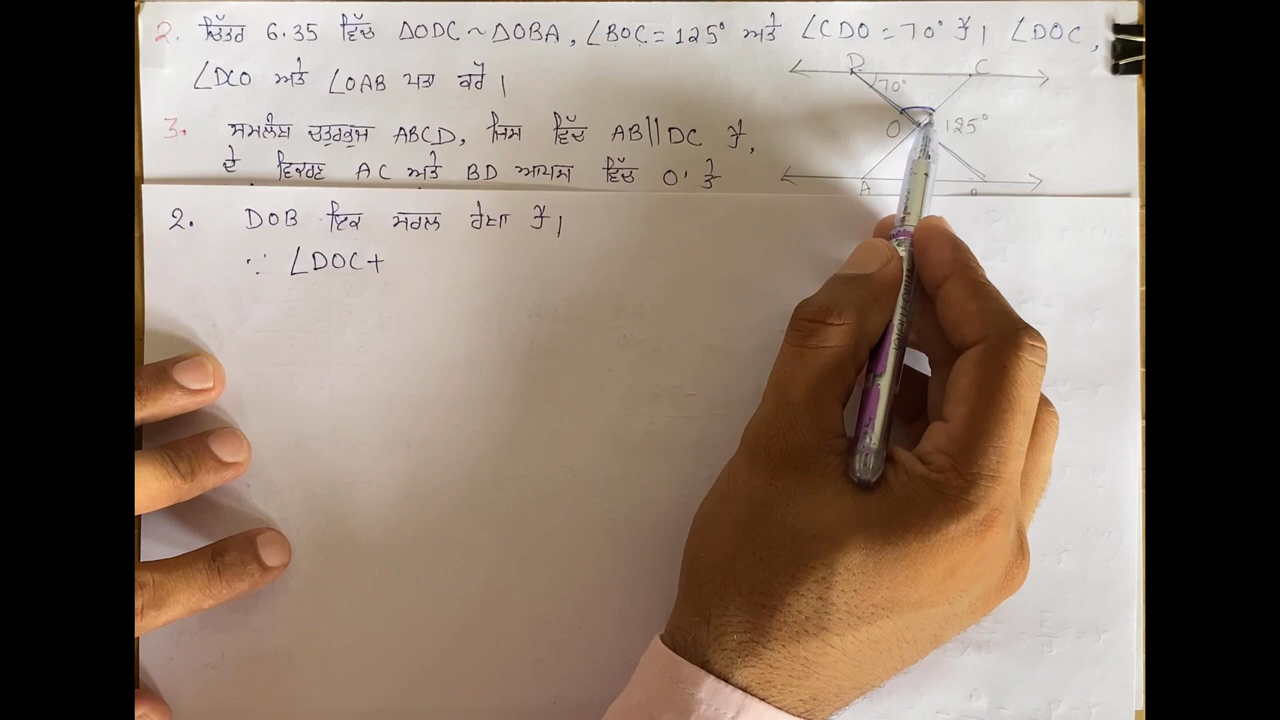 2. ਚਿੱਤਰ 6.35 ਵਿੱਚ ΔODC ~ ΔOBA, ∠BOC = 125° ਅਤੇ ∠CDO = 70° ਹੈ। ∠DOC,
∠DCO ਅਤੇ ∠OAB ਪਤਾ ਕਰੋ।
3. ਸਮਲੰਬ ਚਤੁਰਭੁਜ ABCD, ਜਿਸ ਵਿੱਚ AB||DC ਹੈ,
ਦੇ ਵਿਕਰਣ AC ਅਤੇ BD ਆਪਸ ਵਿੱਚ O' ਤੇ
D C
70°
O 125°
A
2. DOB ਇਕ ਸਰਲ ਰੇਖਾ ਹੈ।
∵ ∠DOC+